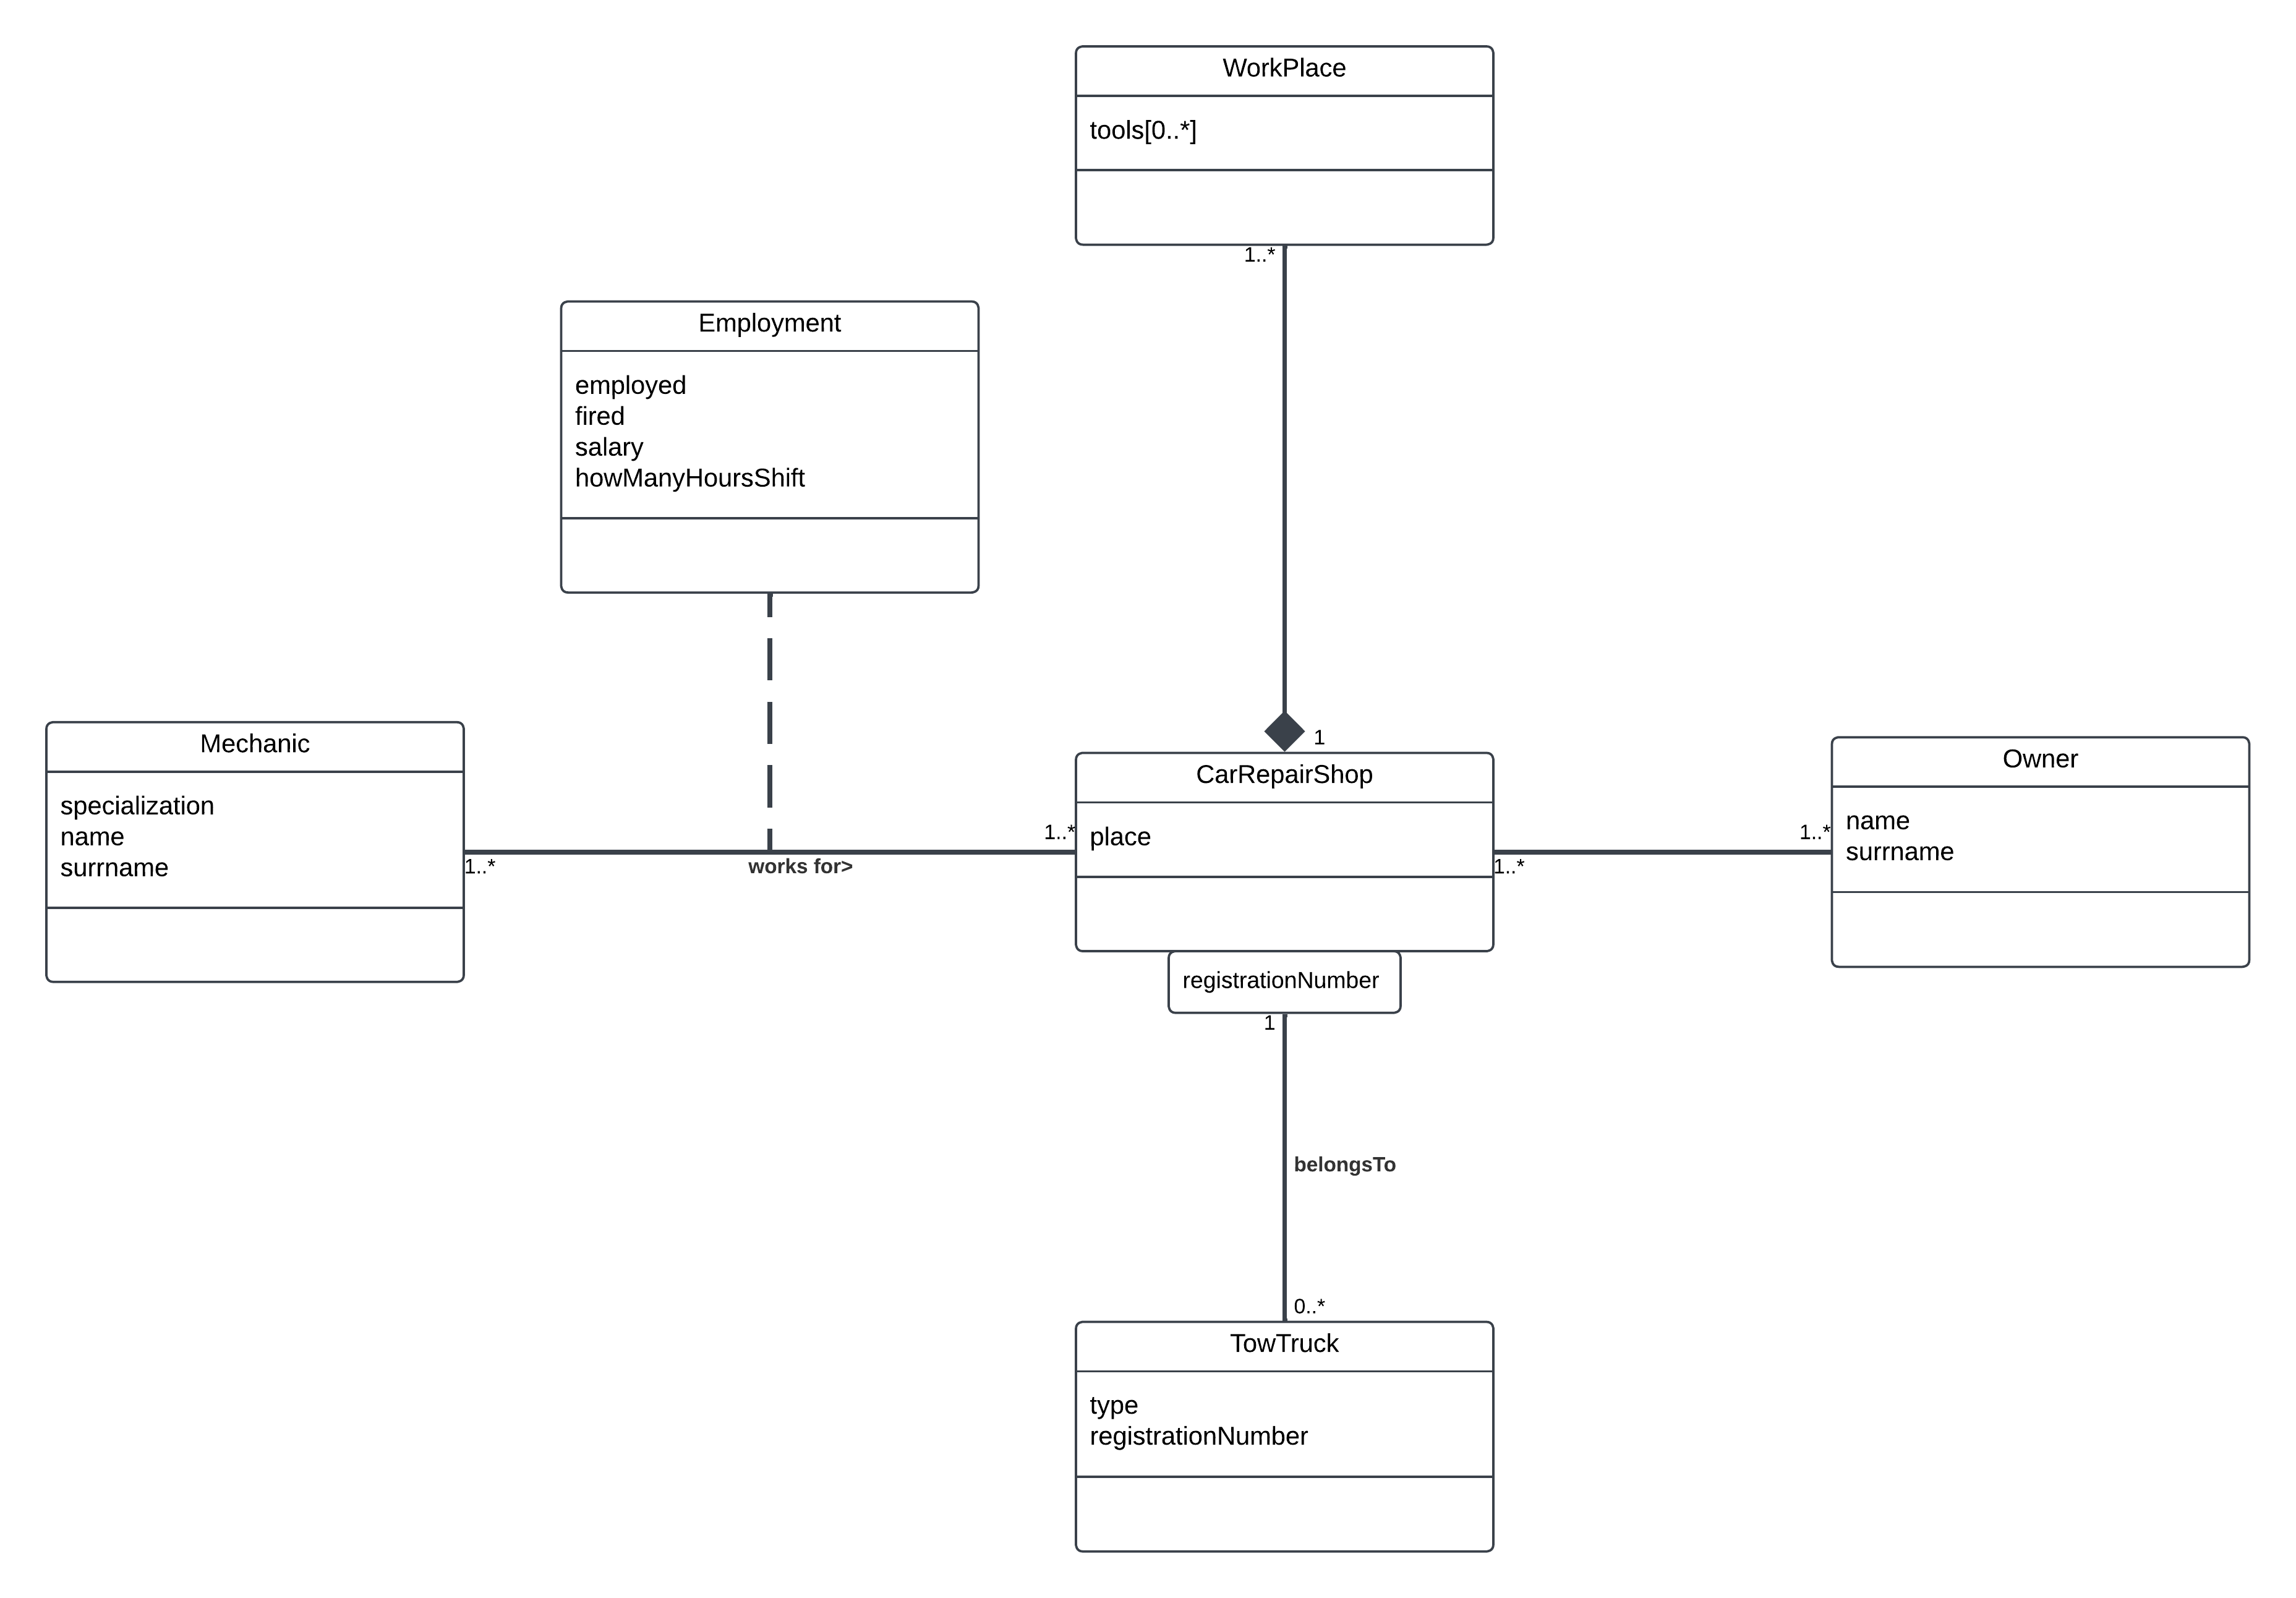 WorkPlace
tools[0..*]
1..*
Employment
employed
fired
salary
howManyHoursShift
1
Mechanic
specialization
name
surrname
1..*
works for>
1..*
CarRepairShop
place
1..*
1..*
Owner
name
surrname
registrationNumber
1
belongsTo
0..*
TowTruck
type
registrationNumber